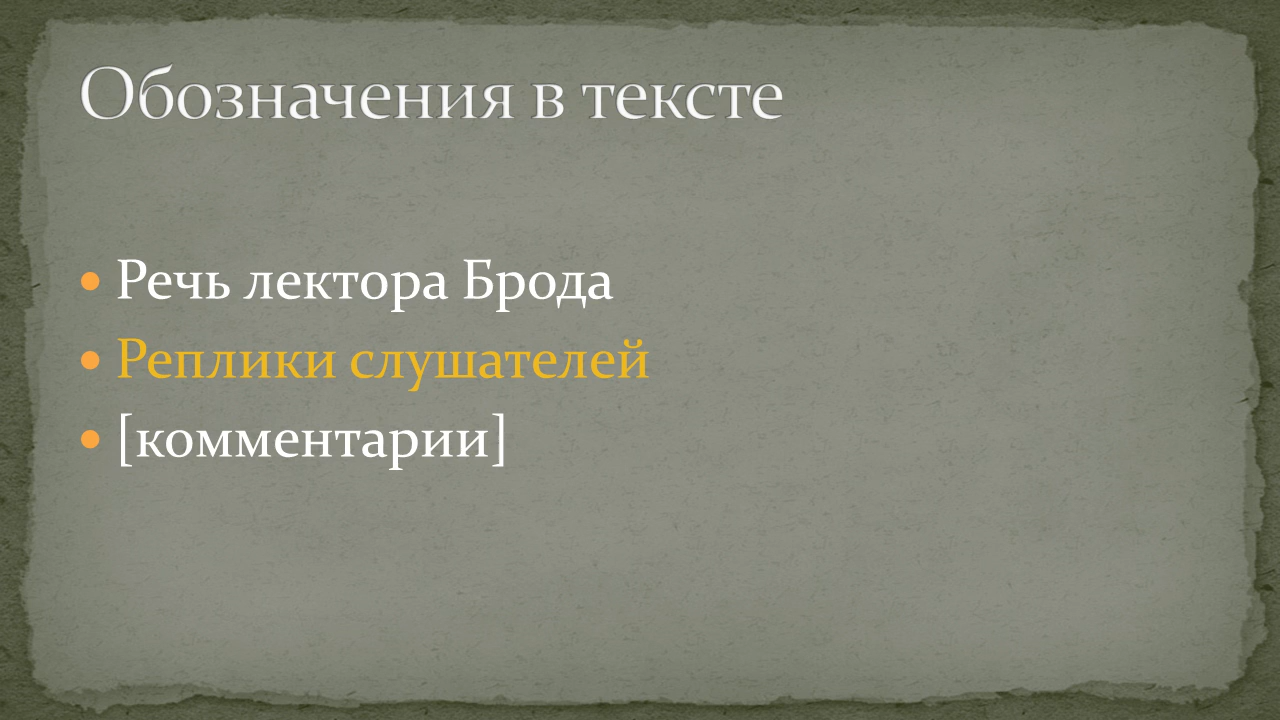 Обозначения в тексте
• Речь лектора Брода
• Реплики слушателей
• [комментарии]